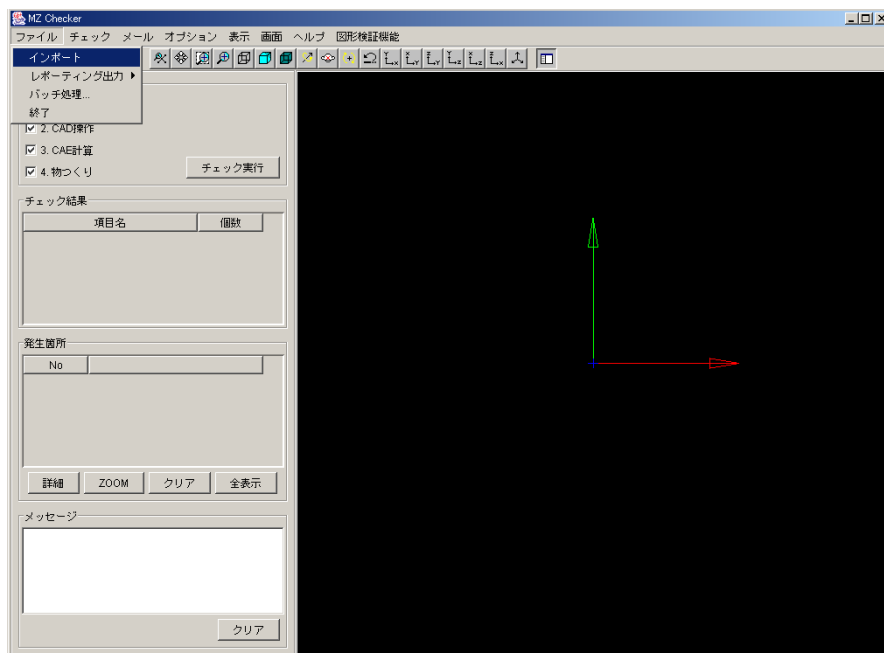 MZ Checker
ファイル チェック メール オプション 表示 画面 ヘルプ 図形検証機能
インポート
レポーティング出力
バッチ処理...
終了
2. CAD操作
3. CAE計算
4. 物つくり
チェック実行
チェック結果
項目名 個数
発生箇所
No
詳細 ZOOM クリア 全表示
メッセージ
クリア